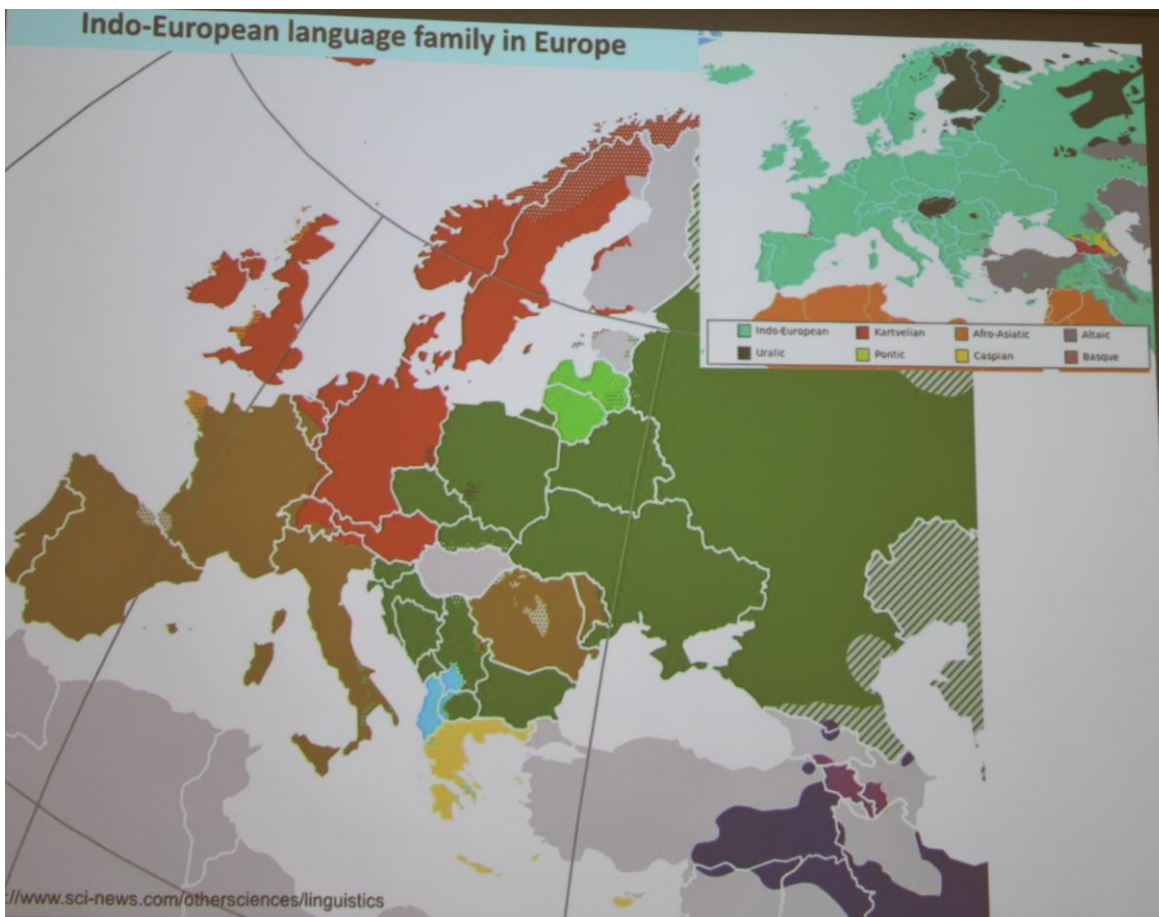 Indo-European language family in Europe
Indo-European
Kartvelian
Afro-Asiatic
Altaic
Uralic
Pontic
Caspian
Basque
://www.sci-news.com/othersciences/linguistics